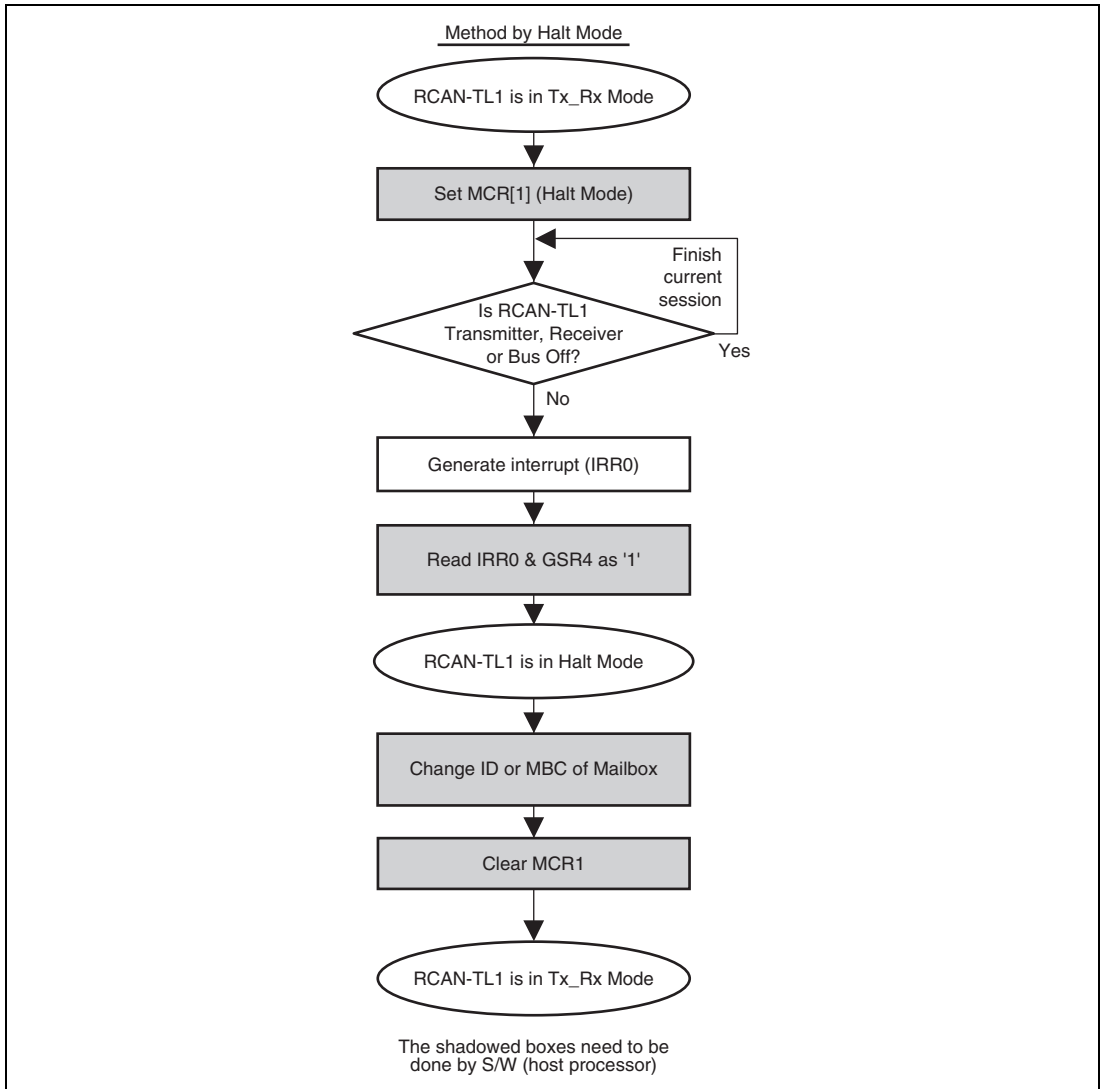 Method by Halt Mode
RCAN-TL1 is in Tx_Rx Mode
Set MCR[1] (Halt Mode)
Finish
current
session
Is RCAN-TL1
Transmitter, Receiver
or Bus Off?
Yes
No
Generate interrupt (IRR0)
Read IRR0 & GSR4 as '1'
RCAN-TL1 is in Halt Mode
Change ID or MBC of Mailbox
Clear MCR1
RCAN-TL1 is in Tx_Rx Mode
The shadowed boxes need to be
done by S/W (host processor)